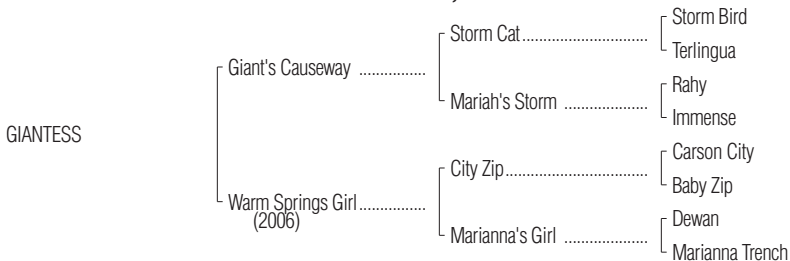 Storm Bird
Storm Cat..............................
Terlingua
Giant's Causeway ................
Rahy
Mariah's Storm ....................
Immense
GIANTESS
Carson City
City Zip..................................
Baby Zip
Warm Springs Girl................
(2006)
Dewan
Marianna's Girl ....................
Marianna Trench